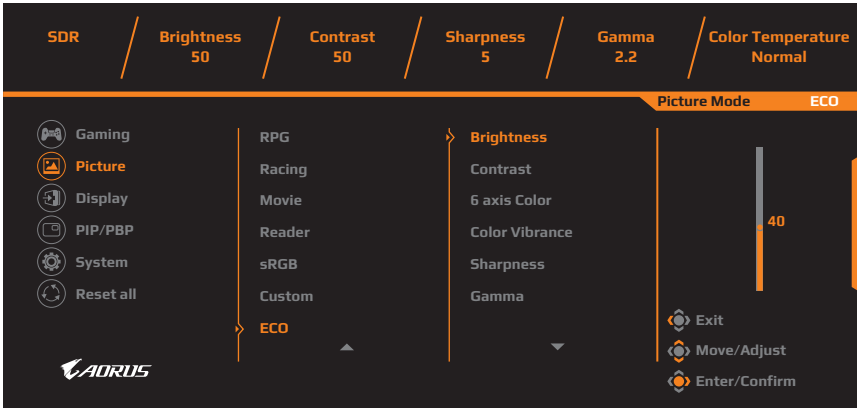 SDR
Brightness
50
Contrast
50
Sharpness
5
Gamma
2.2
Color Temperature
Normal
Picture Mode
ECO
Gaming
Picture
Display
PIP/PBP
System
Reset all
RPG
Racing
Movie
Reader
sRGB
Custom
ECO
Brightness
Contrast
6 axis Color
Color Vibrance
Sharpness
Gamma
40
Exit
Move/Adjust
Enter/Confirm
AORUS